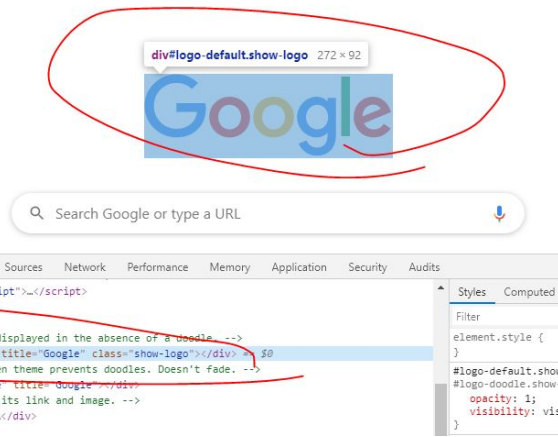 div#logo-default.show-logo 272 × 92
Google
Search Google or type a URL
Sources Network Performance Memory Application Security Audits
ipt">…</script>
Styles Computed
Filter
displayed in the absence of a doodle. -->
title="Google" class="show-logo"></div> == $0
en theme prevents doodles. Doesn't fade. -->
title="Google"></div>
its link and image. -->
</div>
element.style {
}
#logo-default.show
#logo-doodle.show-
opacity: 1;
visibility: vis
}